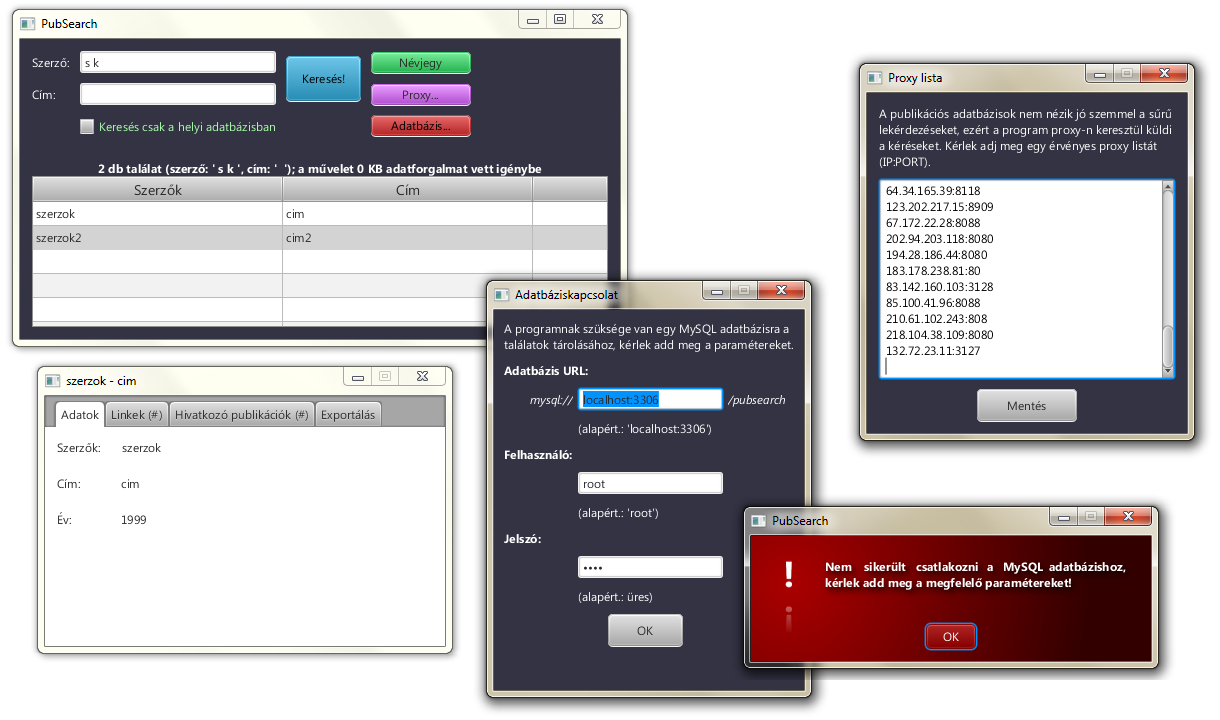 PubSearch
Szerző:
s k
Cím:
Keresés!
Névjegy
Proxy...
Adatbázis...
Keresés csak a helyi adatbázisban
2 db találat (szerző: ' s k ', cím: '  '); a művelet 0 KB adatforgalmat vett igénybe
Szerzők Cím
szerzok cim
szerzok2 cim2
szerzok - cim
Adatok Linkek (#) Hivatkozó publikációk (#) Exportálás
Szerzők: szerzok
Cím: cim
Év: 1999
Adatbáziskapcsolat
A programnak szüksége van egy MySQL adatbázisra a
találatok tárolásához, kérlek add meg a paramétereket.
Adatbázis URL:
mysql:// localhost:3306 /pubsearch
(alapért.: 'localhost:3306')
Felhasználó:
root
(alapért.: 'root')
Jelszó:
••••
(alapért.: üres)
OK
Proxy lista
A publikációs adatbázisok nem nézik jó szemmel a sűrű
lekérdezéseket, ezért a program proxy-n keresztül küldi
a kéréseket. Kérlek adj meg egy érvényes proxy listát
(IP:PORT).
64.34.165.39:8118
123.202.217.15:8909
67.172.22.28:8088
202.94.203.118:8080
194.28.186.44:8080
183.178.238.81:80
83.142.160.103:3128
85.100.41.96:8088
210.61.102.243:808
218.104.38.109:8080
132.72.23.11:3127
Mentés
PubSearch
!
Nem sikerült csatlakozni a MySQL adatbázishoz,
kérlek add meg a megfelelő paramétereket!
OK